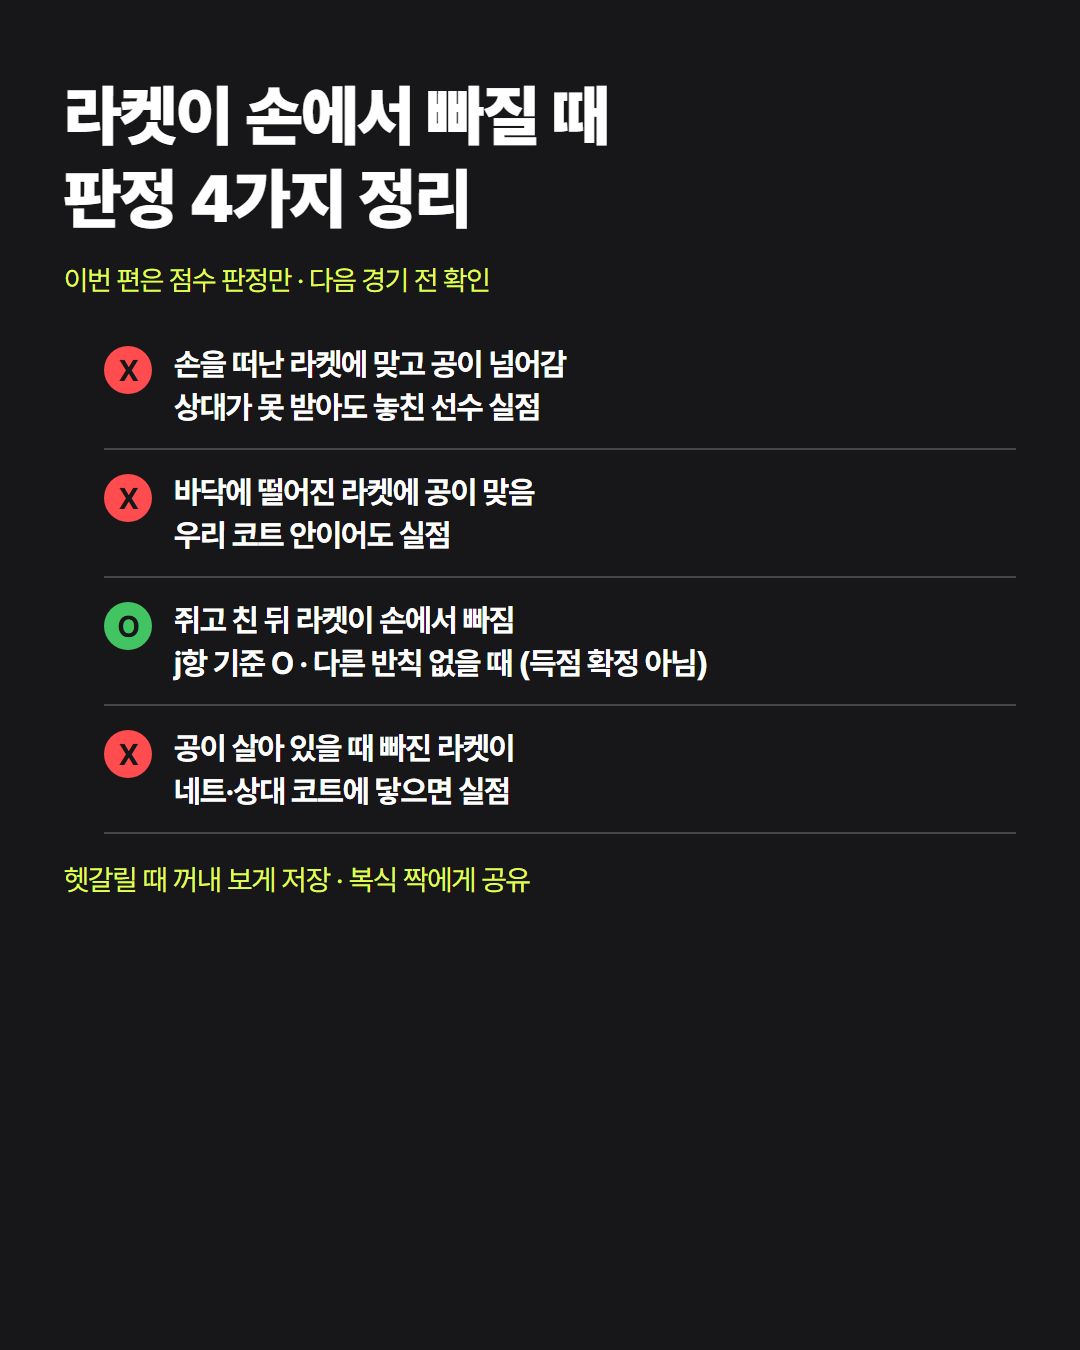 라켓이 손에서 빠질 때
판정 4가지 정리
이번 편은 점수 판정만 · 다음 경기 전 확인
X
손을 떠난 라켓에 맞고 공이 넘어감
상대가 못 받아도 놓친 선수 실점
X
바닥에 떨어진 라켓에 공이 맞음
우리 코트 안이어도 실점
O
쥐고 친 뒤 라켓이 손에서 빠짐
j항 기준 O · 다른 반칙 없을 때 (득점 확정 아님)
X
공이 살아 있을 때 빠진 라켓이
네트·상대 코트에 닿으면 실점
헷갈릴 때 꺼내 보게 저장 · 복식 짝에게 공유